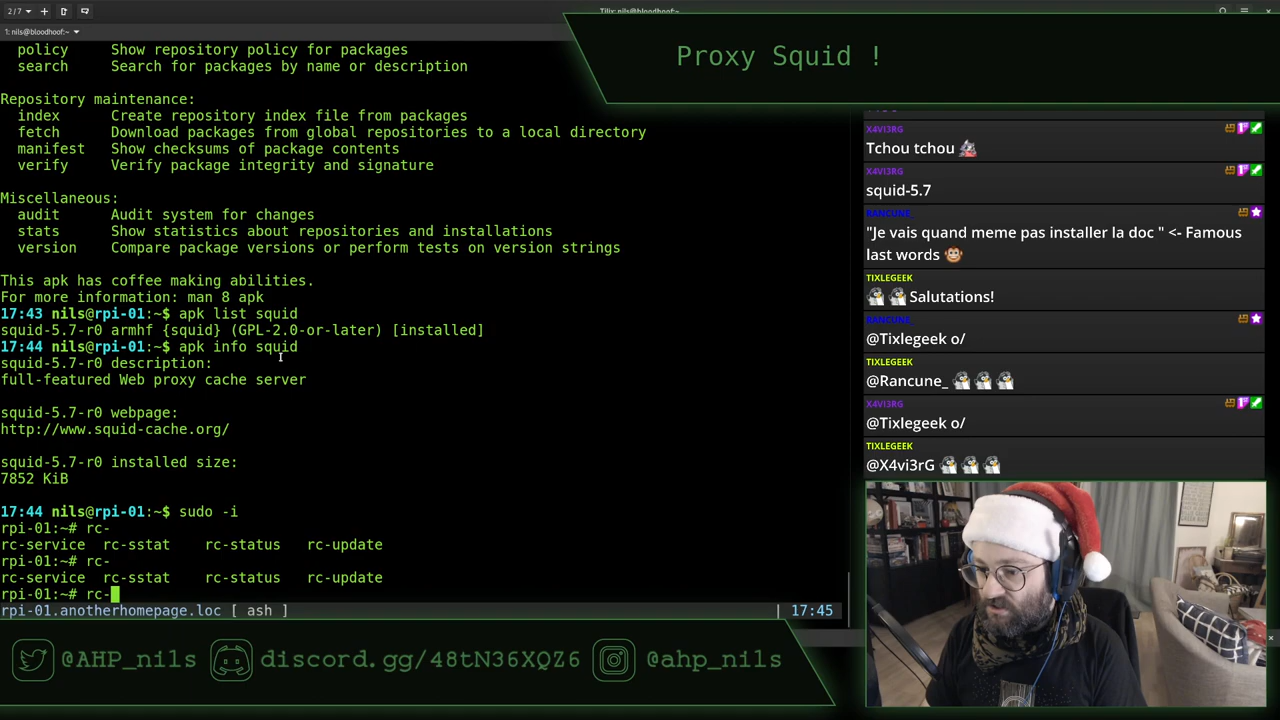 2/7
Tilix: nils@bloodhoof:~
1: nils@bloodhoof:~
Proxy Squid !
policy Show repository policy for packages
search Search for packages by name or description
Repository maintenance:
index Create repository index file from packages
fetch Download packages from global repositories to a local directory
manifest Show checksums of package contents
verify Verify package integrity and signature
Miscellaneous:
audit Audit system for changes
stats Show statistics about repositories and installations
version Compare package versions or perform tests on version strings
This apk has coffee making abilities.
For more information: man 8 apk
17:43 nils@rpi-01:~$ apk list squid
squid-5.7-r0 armhf {squid} (GPL-2.0-or-later) [installed]
17:44 nils@rpi-01:~$ apk info squid
squid-5.7-r0 description:
full-featured Web proxy cache server
squid-5.7-r0 webpage:
http://www.squid-cache.org/
squid-5.7-r0 installed size:
7852 KiB
17:44 nils@rpi-01:~$ sudo -i
rpi-01:~# rc-
rc-service rc-sstat rc-status rc-update
rpi-01:~# rc-
rc-service rc-sstat rc-status rc-update
rpi-01:~# rc-
rpi-01.anotherhomepage.loc [ ash ] | 17:45
X4VI3RG
Tchou tchou
X4VI3RG
squid-5.7
RANCUNE_
"Je vais quand meme pas installer la doc " <- Famous
last words
TIXLEGEEK
Salutations!
RANCUNE_
@Tixlegeek o/
TIXLEGEEK
@Rancune_
X4VI3RG
@Tixlegeek o/
TIXLEGEEK
@X4vi3rG
@AHP_nils discord.gg/48tN36XQZ6 @ahp_nils